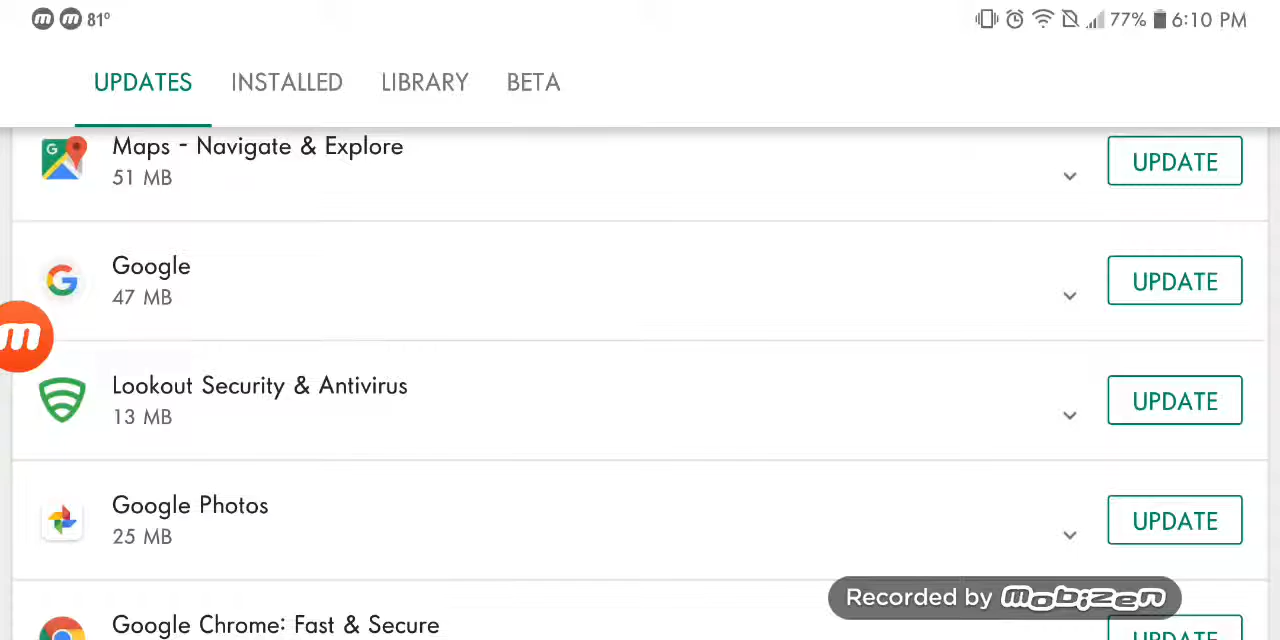 81° 77% 6:10 PM
UPDATES INSTALLED LIBRARY BETA
Maps - Navigate & Explore
51 MB
UPDATE
Google
47 MB
UPDATE
Lookout Security & Antivirus
13 MB
UPDATE
Google Photos
25 MB
UPDATE
Recorded by mobizen
Google Chrome: Fast & Secure
UPDATE